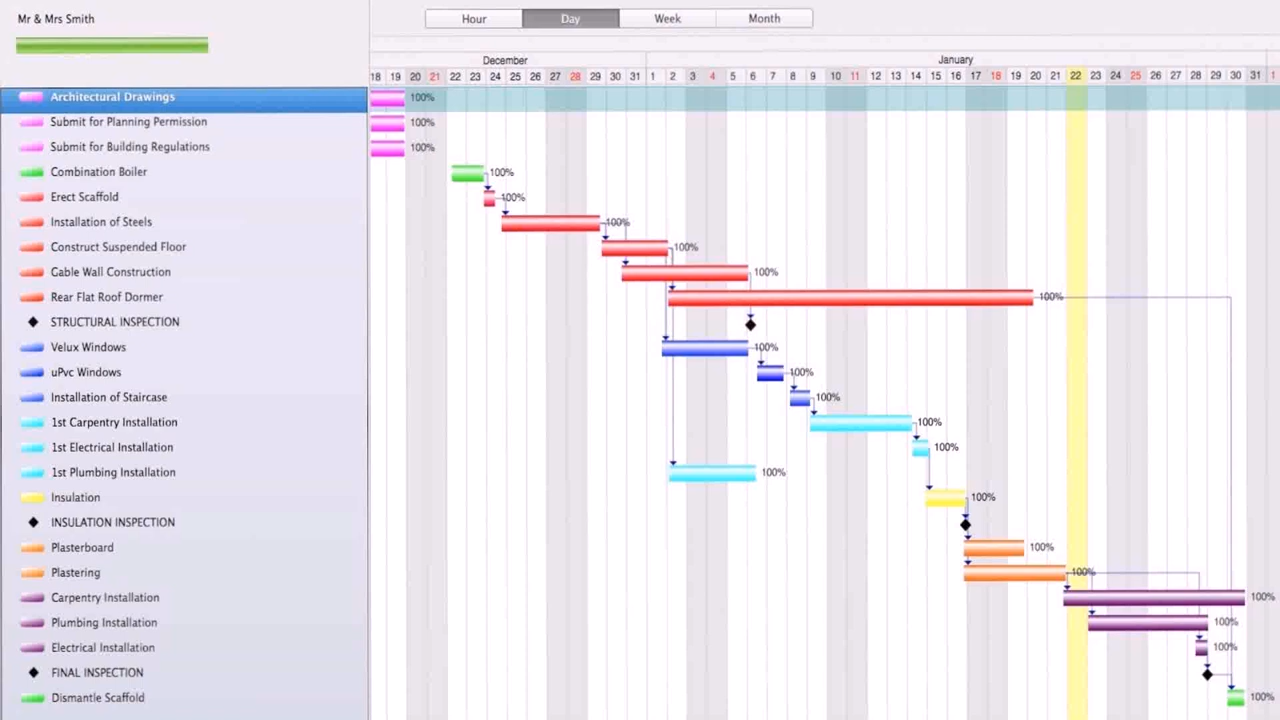 Mr & Mrs Smith
Hour Day Week Month
December January
18 19 20 21 22 23 24 25 26 27 28 29 30 31 1 2 3 4 5 6 7 8 9 10 11 12 13 14 15 16 17 18 19 20 21 22 23 24 25 26 27 28 29 30 31 1
Architectural Drawings 100%
Submit for Planning Permission 100%
Submit for Building Regulations 100%
Combination Boiler 100%
Erect Scaffold 100%
Installation of Steels 100%
Construct Suspended Floor 100%
Gable Wall Construction 100%
Rear Flat Roof Dormer 100%
STRUCTURAL INSPECTION
Velux Windows 100%
uPvc Windows 100%
Installation of Staircase 100%
1st Carpentry Installation 100%
1st Electrical Installation 100%
1st Plumbing Installation 100%
Insulation 100%
INSULATION INSPECTION
Plasterboard 100%
Plastering 100%
Carpentry Installation 100%
Plumbing Installation 100%
Electrical Installation 100%
FINAL INSPECTION
Dismantle Scaffold 100%